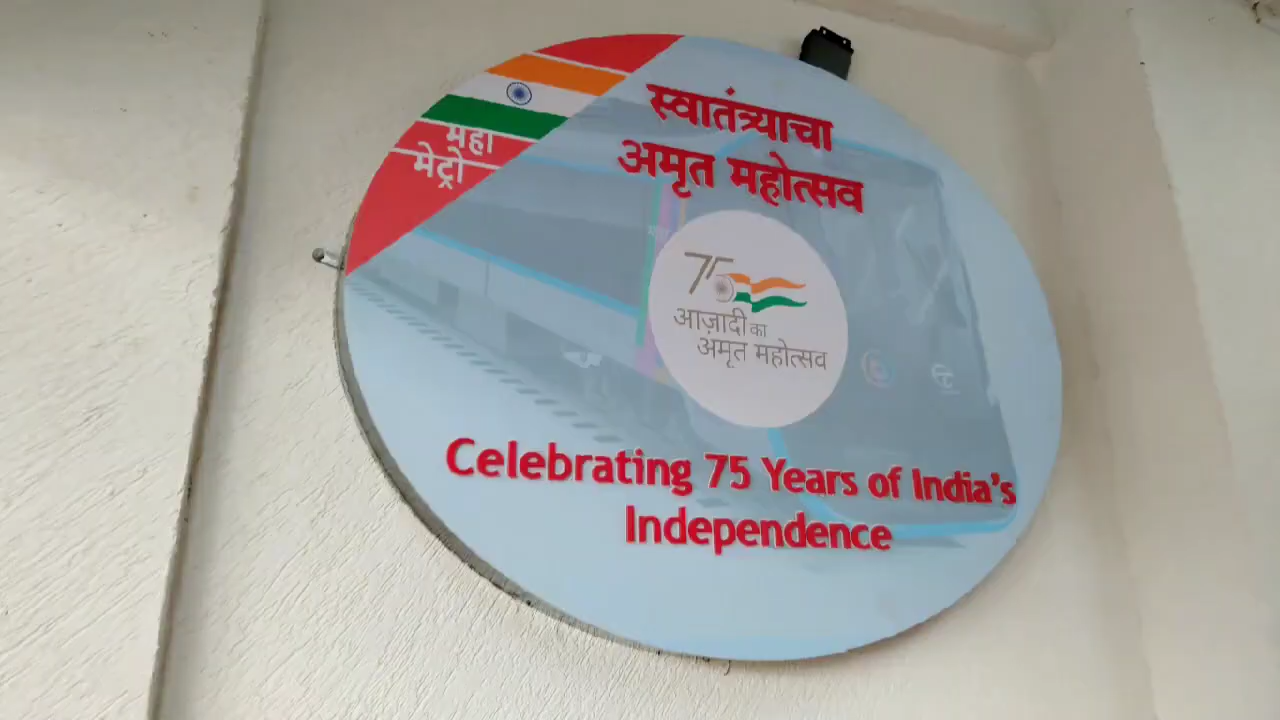 महा
मेट्रो
स्वातंत्र्याचा
अमृत महोत्सव
75
आज़ादी का
अमृत महोत्सव
Celebrating 75 Years of India's
Independence